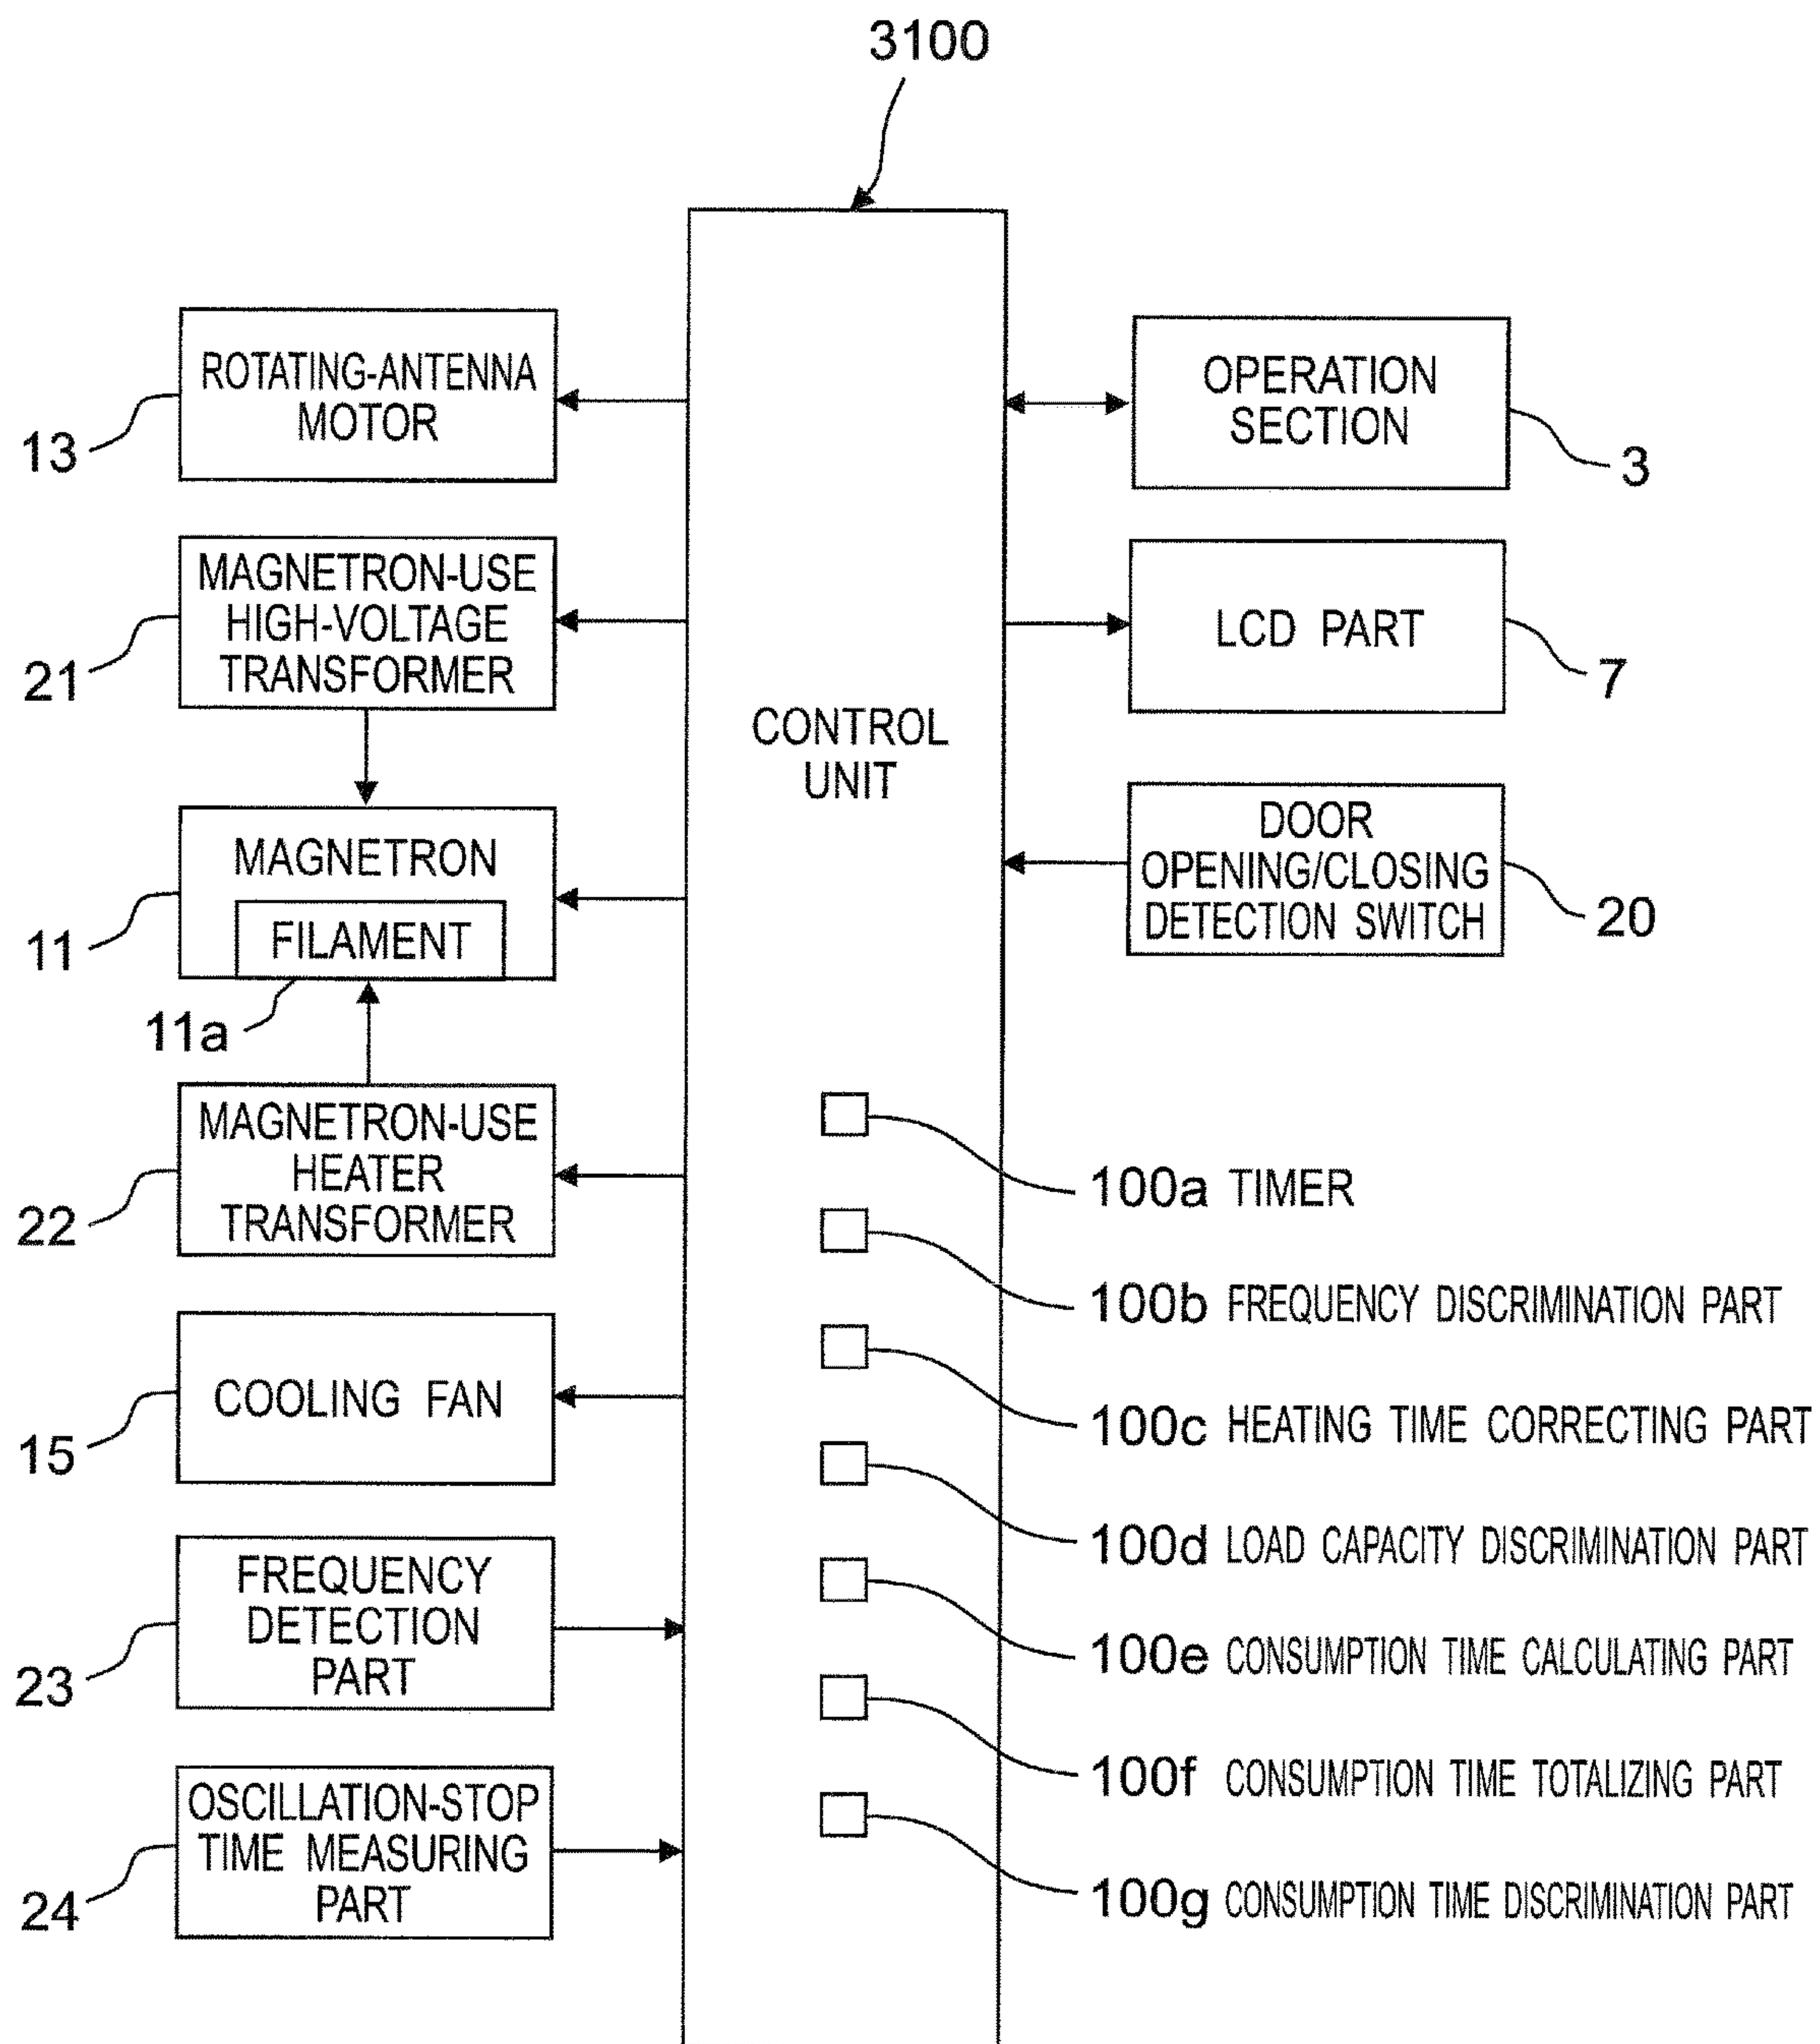 3100
ROTATING-ANTENNA
MOTOR
13
MAGNETRON-USE
HIGH-VOLTAGE
TRANSFORMER
21
MAGNETRON
11
FILAMENT
11a
MAGNETRON-USE
HEATER
TRANSFORMER
22
COOLING FAN
15
FREQUENCY
DETECTION
PART
23
OSCILLATION-STOP
TIME MEASURING
PART
24
CONTROL
UNIT
OPERATION
SECTION
3
LCD PART
7
DOOR
OPENING/CLOSING
DETECTION SWITCH
20
100a TIMER
100b FREQUENCY DISCRIMINATION PART
100c HEATING TIME CORRECTING PART
100d LOAD CAPACITY DISCRIMINATION PART
100e CONSUMPTION TIME CALCULATING PART
100f CONSUMPTION TIME TOTALIZING PART
100g CONSUMPTION TIME DISCRIMINATION PART